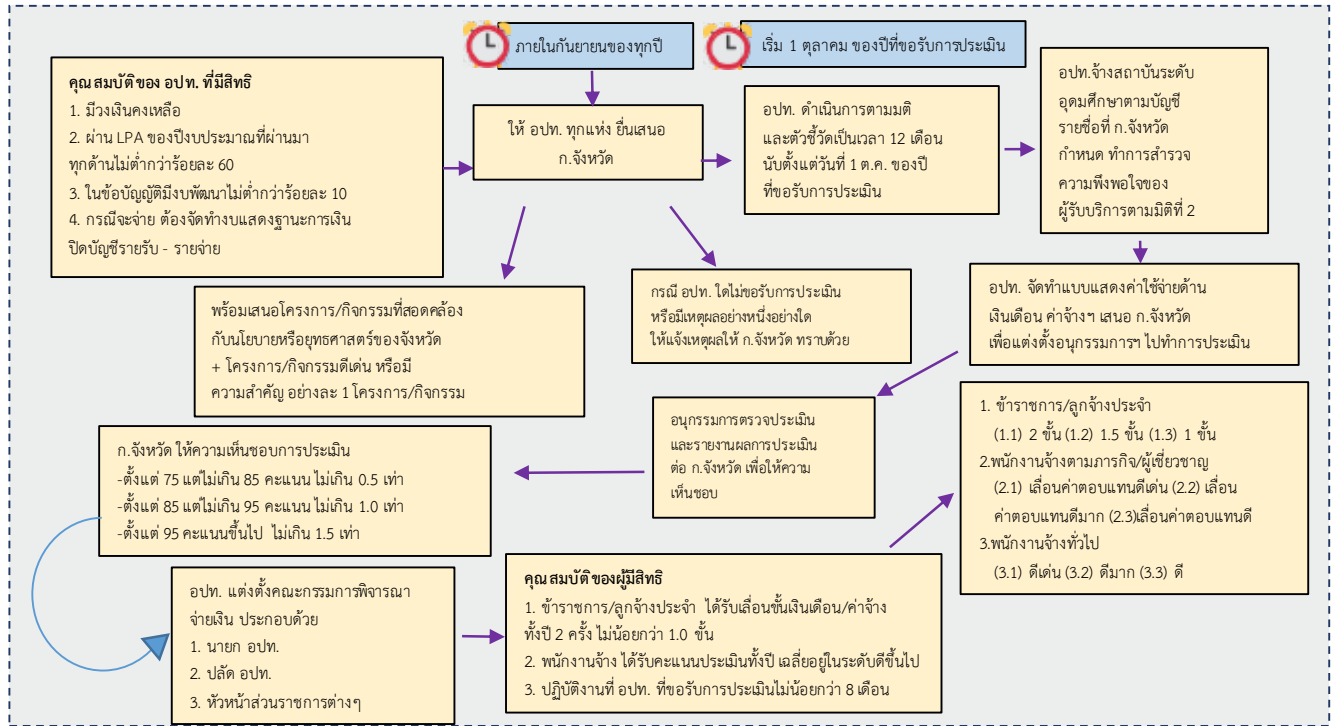 ภายในกันยายนของทุกปี
เริ่ม 1 ตุลาคม ของปีที่ขอรับการประเมิน
คุณสมบัติของ อปท. ที่มีสิทธิ
1. มีวงเงินคงเหลือ
2. ผ่าน LPA ของปีงบประมาณที่ผ่านมา
ทุกด้านไม่ต่ำกว่าร้อยละ 60
3. ในข้อบัญญัติมีงบพัฒนาไม่ต่ำกว่าร้อยละ 10
4. กรณีจะจ่าย ต้องจัดทำงบแสดงฐานะการเงิน
ปิดบัญชีรายรับ - รายจ่าย
ให้ อปท. ทุกแห่ง ยื่นเสนอ
ก.จังหวัด
อปท. ดำเนินการตามมติ
และตัวชี้วัดเป็นเวลา 12 เดือน
นับตั้งแต่วันที่ 1 ต.ค. ของปี
ที่ขอรับการประเมิน
อปท.จ้างสถาบันระดับ
อุดมศึกษาตามบัญชี
รายชื่อที่ ก.จังหวัด
กำหนด ทำการสำรวจ
ความพึงพอใจของ
ผู้รับบริการตามมิติที่ 2
พร้อมเสนอโครงการ/กิจกรรมที่สอดคล้อง
กับนโยบายหรือยุทธศาสตร์ของจังหวัด
+ โครงการ/กิจกรรมดีเด่น หรือมี
ความสำคัญ อย่างละ 1 โครงการ/กิจกรรม
กรณี อปท. ใดไม่ขอรับการประเมิน
หรือมีเหตุผลอย่างหนึ่งอย่างใด
ให้แจ้งเหตุผลให้ ก.จังหวัด ทราบด้วย
อปท. จัดทำแบบแสดงค่าใช้จ่ายด้าน
เงินเดือน ค่าจ้างฯ เสนอ ก.จังหวัด
เพื่อแต่งตั้งอนุกรรมการฯ ไปทำการประเมิน
อนุกรรมการตรวจประเมิน
และรายงานผลการประเมิน
ต่อ ก.จังหวัด เพื่อให้ความ
เห็นชอบ
ก.จังหวัด ให้ความเห็นชอบการประเมิน
-ตั้งแต่ 75 แต่ไม่เกิน 85 คะแนน ไม่เกิน 0.5 เท่า
-ตั้งแต่ 85 แต่ไม่เกิน 95 คะแนน ไม่เกิน 1.0 เท่า
-ตั้งแต่ 95 คะแนนขึ้นไป ไม่เกิน 1.5 เท่า
อปท. แต่งตั้งคณะกรรมการพิจารณา
จ่ายเงิน ประกอบด้วย
1. นายก อปท.
2. ปลัด อปท.
3. หัวหน้าส่วนราชการต่างๆ
คุณสมบัติของผู้มีสิทธิ
1. ข้าราชการ/ลูกจ้างประจำ ได้รับเลื่อนขั้นเงินเดือน/ค่าจ้าง
ทั้งปี 2 ครั้ง ไม่น้อยกว่า 1.0 ขั้น
2. พนักงานจ้าง ได้รับคะแนนประเมินทั้งปี เฉลี่ยอยู่ในระดับดีขึ้นไป
3. ปฏิบัติงานที่ อปท. ที่ขอรับการประเมินไม่น้อยกว่า 8 เดือน
1. ข้าราชการ/ลูกจ้างประจำ
(1.1) 2 ขั้น (1.2) 1.5 ขั้น (1.3) 1 ขั้น
2.พนักงานจ้างตามภารกิจ/ผู้เชี่ยวชาญ
(2.1) เลื่อนค่าตอบแทนดีเด่น (2.2) เลื่อน
ค่าตอบแทนดีมาก (2.3)เลื่อนค่าตอบแทนดี
3.พนักงานจ้างทั่วไป
(3.1) ดีเด่น (3.2) ดีมาก (3.3) ดี